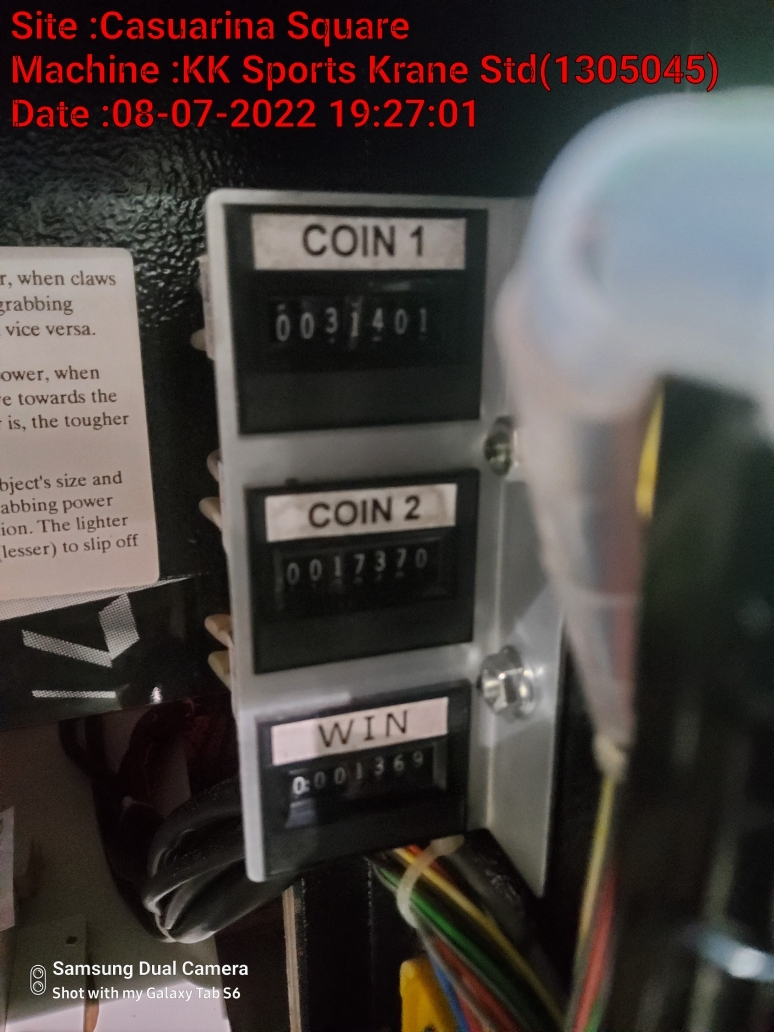 Site :Casuarina Square
Machine :KK Sports Krane Std(1305045)
Date :08-07-2022 19:27:01
COIN 1
0031401
r, when claws
grabbing
vice versa.
ower, when
e towards the
is, the tougher
bject's size and
abbing power
ion. The lighter
(lesser) to slip off
COIN 2
0017370
WIN
0001369
Samsung Dual Camera
Shot with my Galaxy Tab S6